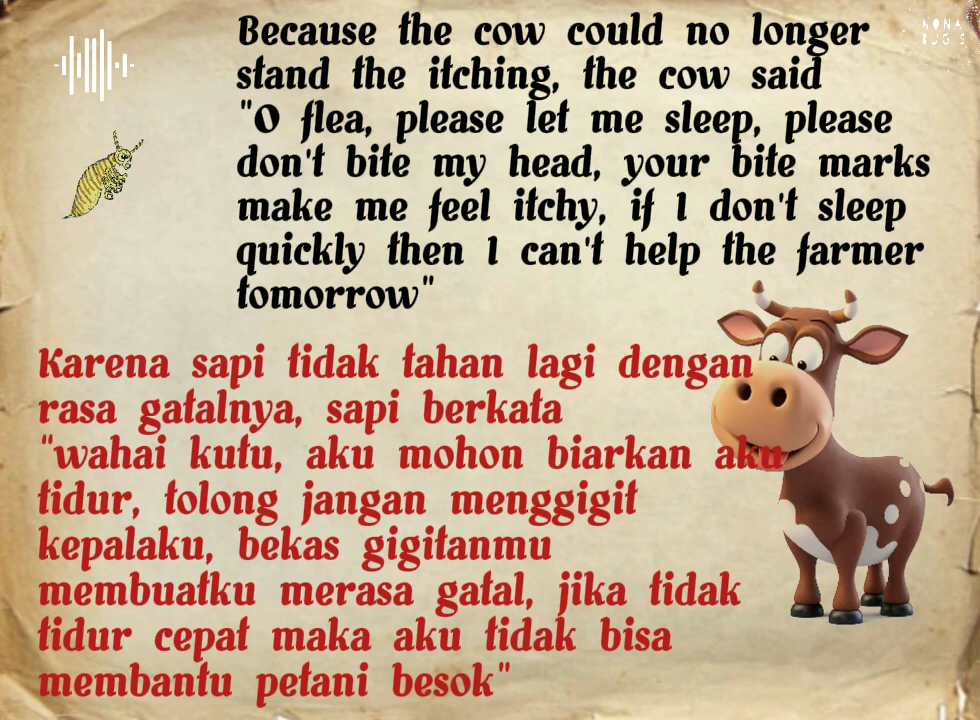 Because the cow could no longer
stand the itching, the cow said
"O flea, please let me sleep, please
don't bite my head, your bite marks
make me feel itchy, if I don't sleep
quickly then I can't help the farmer
tomorrow"
Karena sapi tidak tahan lagi dengan
rasa gatalnya, sapi berkata
"wahai kutu, aku mohon biarkan aku
tidur, tolong jangan menggigit
kepalaku, bekas gigitanmu
membuatku merasa gatal, jika tidak
tidur cepat maka aku tidak bisa
membantu petani besok"